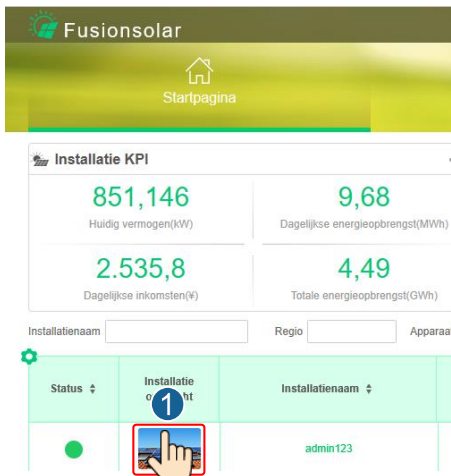 Fusionsolar
Startpagina
Installatie KPI
851,146
Huidig vermogen(kW)
9,68
Dagelijkse energieopbrengst(MWh)
2.535,8
Dagelijkse inkomsten(¥)
4,49
Totale energieopbrengst(GWh)
Installatienaam
Regio
Apparaat
Status
Installatie
Installatienaam
1
admin123